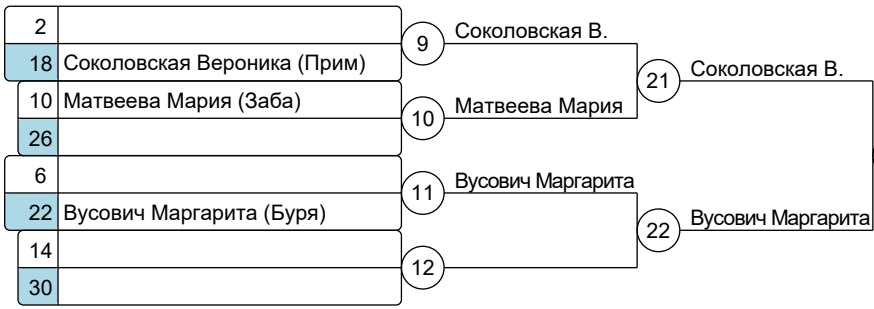 2
18 Соколовская Вероника (Прим)
10 Матвеева Мария (Заба)
26
6
22 Вусович Маргарита (Буря)
14
30
9 Соколовская В.
10 Матвеева Мария
11 Вусович Маргарита
12
21 Соколовская В.
22 Вусович Маргарита